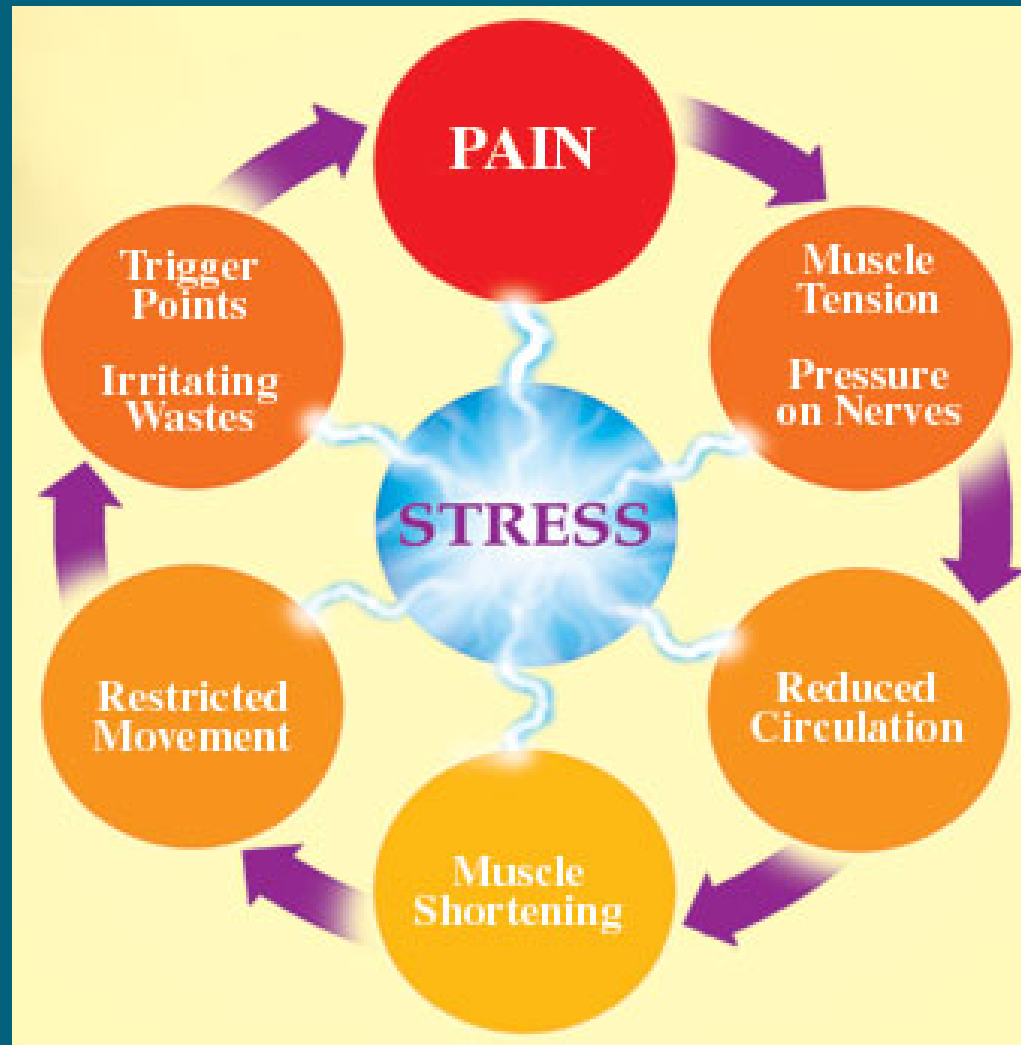 PAIN
Muscle
Tension
Pressure
on Nerves
Reduced
Circulation
Muscle
Shortening
Restricted
Movement
Trigger
Points
Irritating
Wastes
STRESS